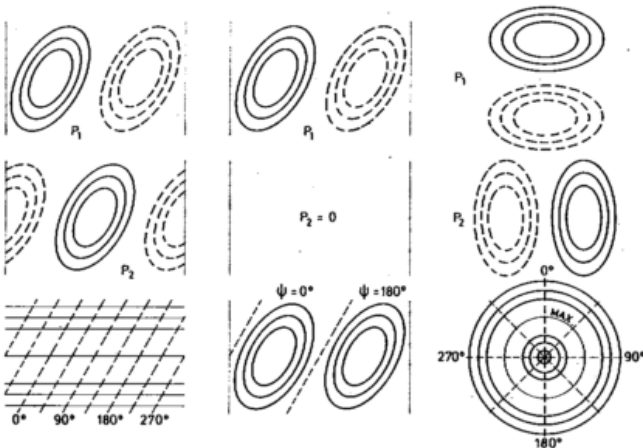 P₁
P₁
P₁
P₂
P₂ = 0
P₂
ψ = 0° ψ = 180°
0° 90° 180° 270°
0°
MAX.
270° 90°
180°